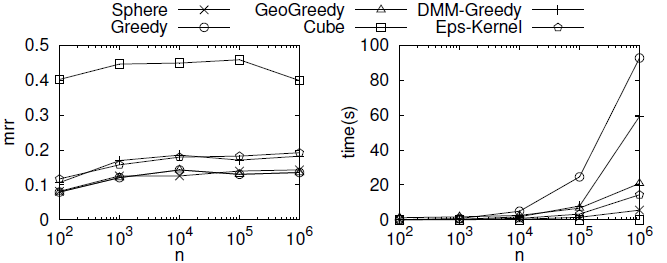 Sphere GeoGreedy DMM-Greedy
Greedy Cube Eps-Kernel
0.5
0.4
0.3
0.2
0.1
0
mrr
10^2 10^3 10^4 10^5 10^6
n
100
80
60
40
20
0
time(s)
10^2 10^3 10^4 10^5 10^6
n